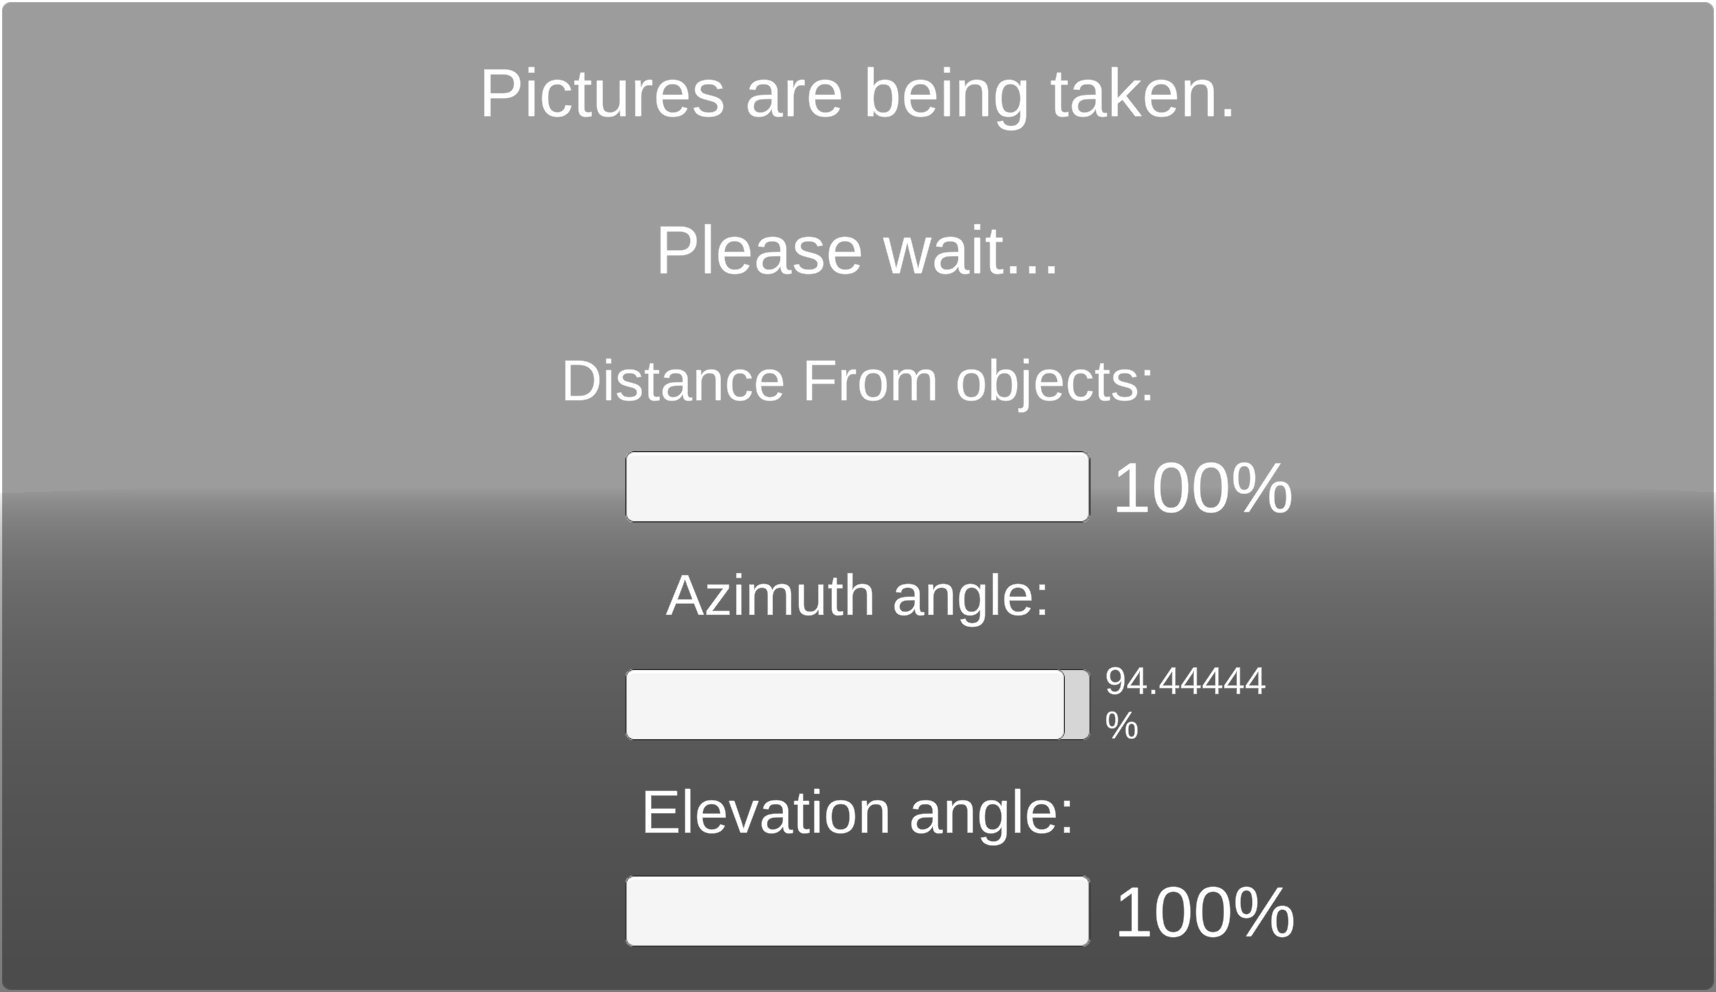 Pictures are being taken.
Please wait...
Distance From objects:
100%
Azimuth angle:
94.44444
%
Elevation angle:
100%